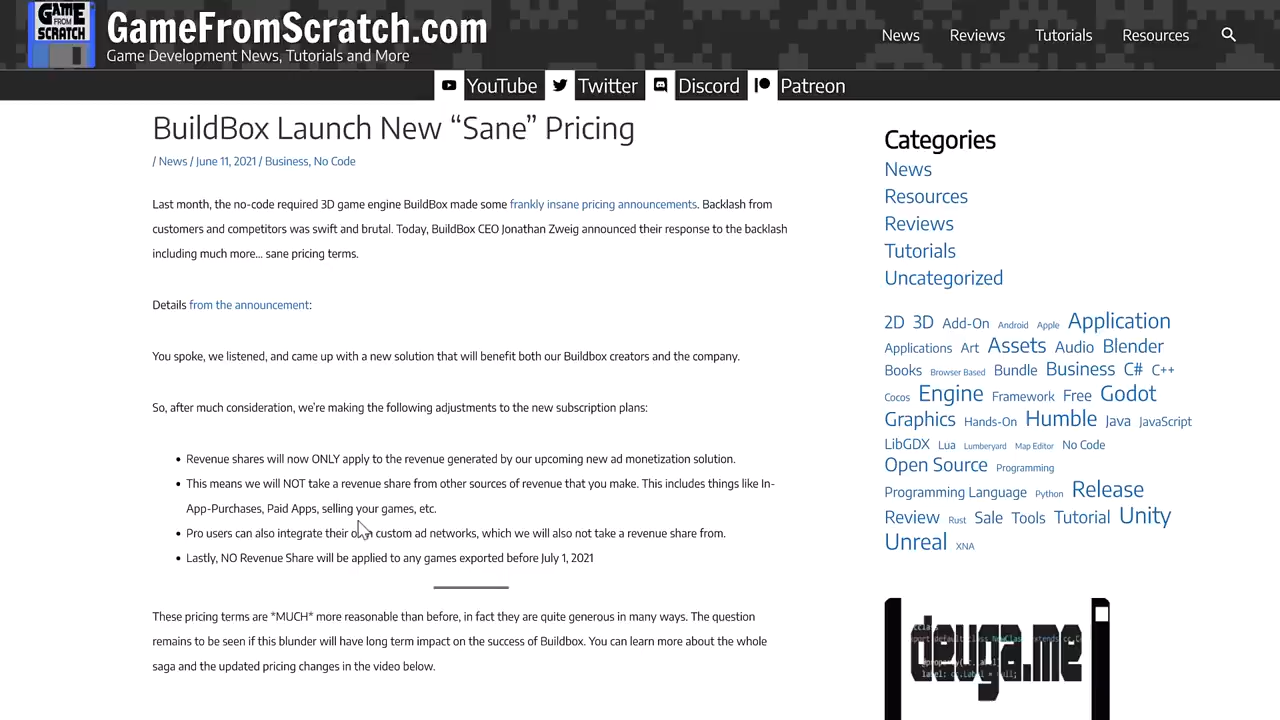 GAME
FROM
SCRATCH
GameFromScratch.com
Game Development News, Tutorials and More
News Reviews Tutorials Resources
YouTube Twitter Discord Patreon
BuildBox Launch New “Sane” Pricing
/ News / June 11, 2021 / Business, No Code
Last month, the no-code required 3D game engine BuildBox made some frankly insane pricing announcements. Backlash from
customers and competitors was swift and brutal. Today, BuildBox CEO Jonathan Zweig announced their response to the backlash
including much more… sane pricing terms.
Details from the announcement:
You spoke, we listened, and came up with a new solution that will benefit both our Buildbox creators and the company.
So, after much consideration, we’re making the following adjustments to the new subscription plans:
• Revenue shares will now ONLY apply to the revenue generated by our upcoming new ad monetization solution.
• This means we will NOT take a revenue share from other sources of revenue that you make. This includes things like In-
App-Purchases, Paid Apps, selling your games, etc.
• Pro users can also integrate their own custom ad networks, which we will also not take a revenue share from.
• Lastly, NO Revenue Share will be applied to any games exported before July 1, 2021
These pricing terms are *MUCH* more reasonable than before, in fact they are quite generous in many ways. The question
remains to be seen if this blunder will have long term impact on the success of Buildbox. You can learn more about the whole
saga and the updated pricing changes in the video below.
Categories
News
Resources
Reviews
Tutorials
Uncategorized
2D 3D Add-On Android Apple Application
Applications Art Assets Audio Blender
Books Browser Based Bundle Business C# C++
Cocos Engine Framework Free Godot
Graphics Hands-On Humble Java JavaScript
LibGDX Lua Lumberyard Map Editor No Code
Open Source Programming
Programming Language Python Release
Review Rust Sale Tools Tutorial Unity
Unreal XNA
devga.me